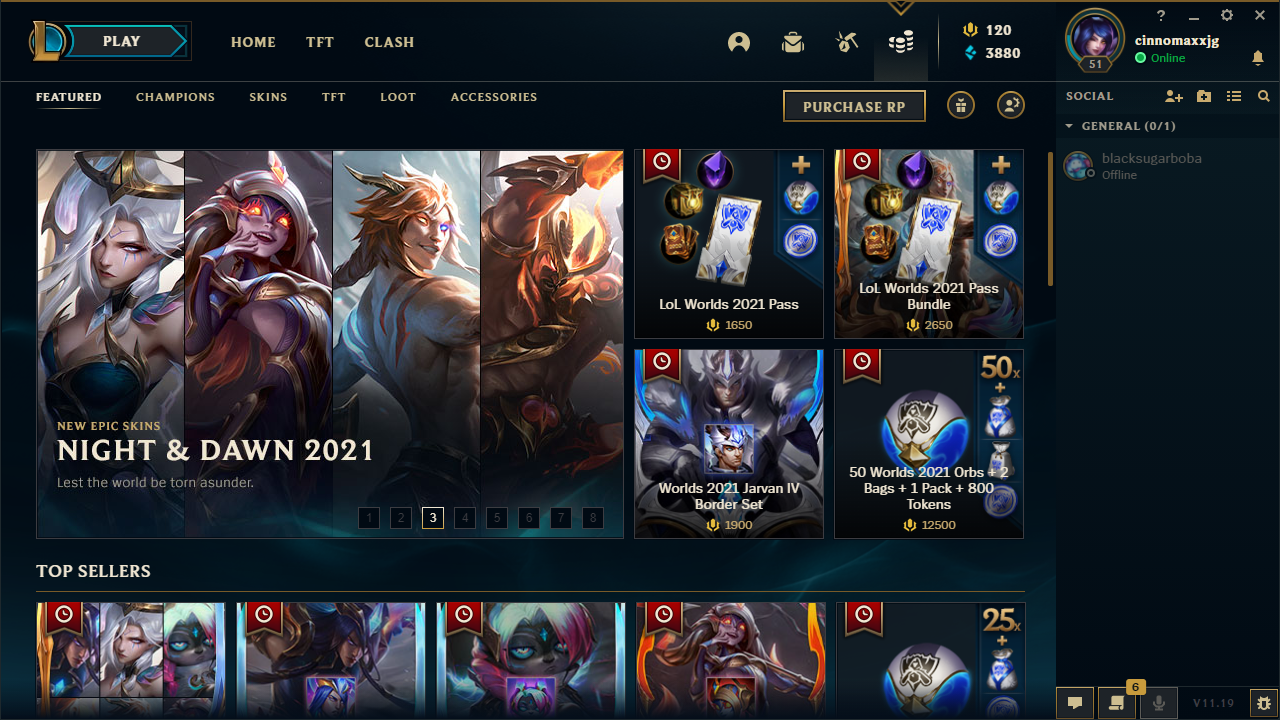 PLAY
HOME
TFT
CLASH
120
3880
?
51
cinnomaxxjg
Online
FEATURED
CHAMPIONS
SKINS
TFT
LOOT
ACCESSORIES
PURCHASE RP
SOCIAL
GENERAL (0/1)
blacksugarboba
Offline
NEW EPIC SKINS
NIGHT & DAWN 2021
Lest the world be torn asunder.
1
2
3
4
5
6
7
8
LoL Worlds 2021 Pass
1650
LoL Worlds 2021 Pass
Bundle
2650
Worlds 2021 Jarvan IV
Border Set
1900
50x
50 Worlds 2021 Orbs + 2
Bags + 1 Pack + 800
Tokens
12500
TOP SELLERS
25x
6
V11.19